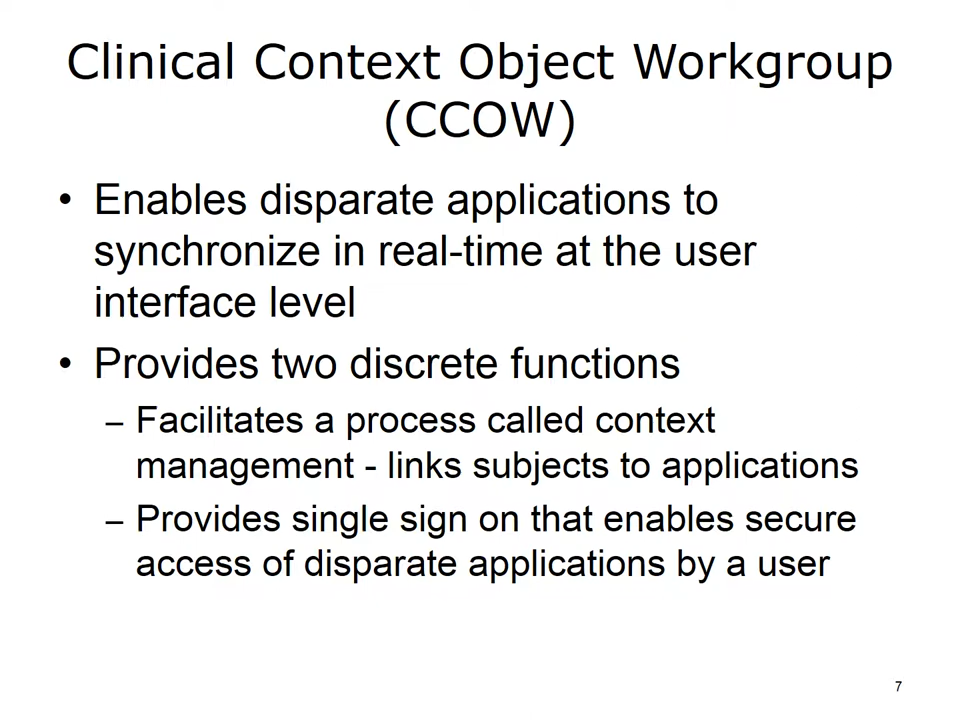 Clinical Context Object Workgroup
(CCOW)
• Enables disparate applications to
synchronize in real-time at the user
interface level
• Provides two discrete functions
– Facilitates a process called context
management - links subjects to applications
– Provides single sign on that enables secure
access of disparate applications by a user
7